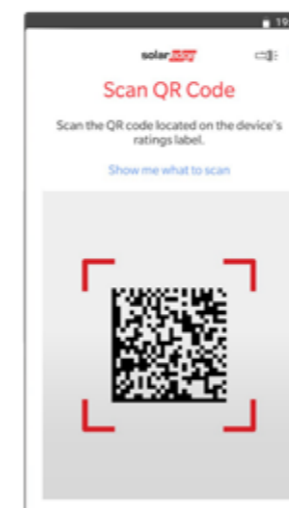 solaredge
Scan QR Code
Scan the QR code located on the device's
ratings label.
Show me what to scan